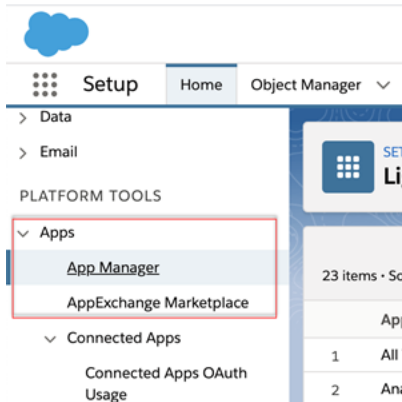 Setup
Home
Object Manager
Data
Email
PLATFORM TOOLS
Apps
App Manager
AppExchange Marketplace
Connected Apps
Connected Apps OAuth
Usage
23 items •
1 All
2